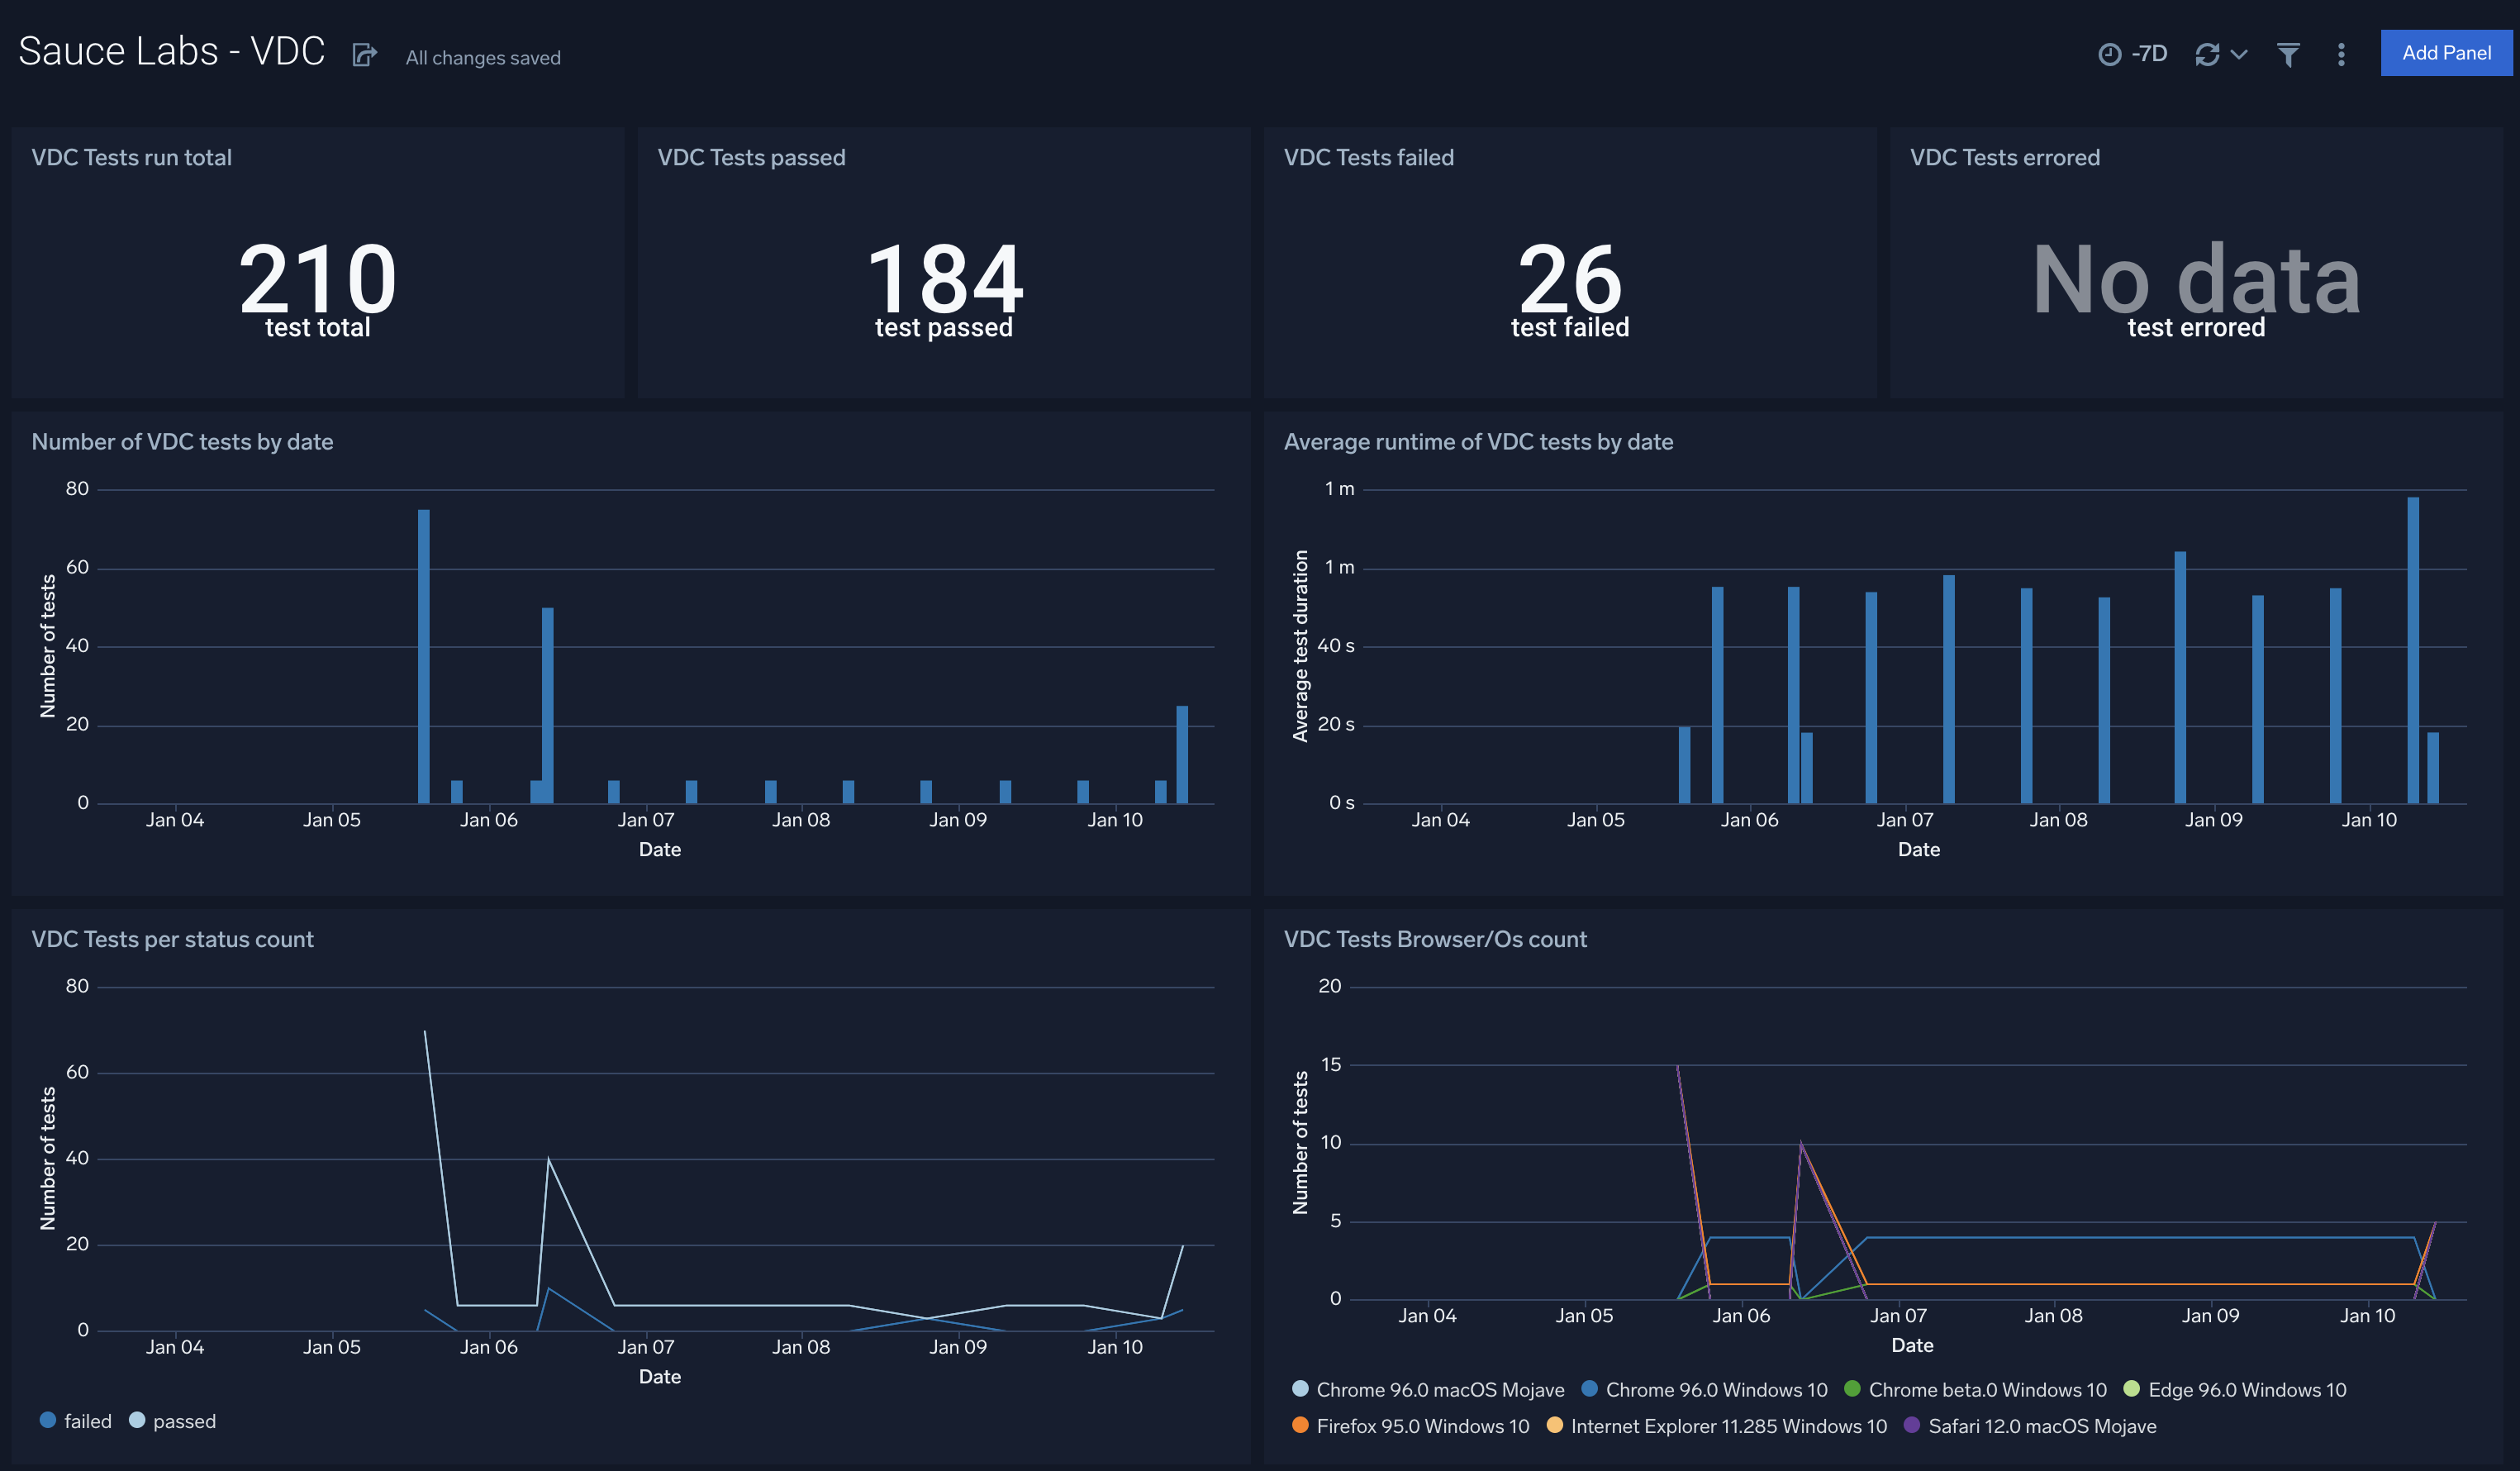 Sauce Labs - VDC
All changes saved
-7D
Add Panel
VDC Tests run total
210
test total
VDC Tests passed
184
test passed
VDC Tests failed
26
test failed
VDC Tests errored
No data
test errored
Number of VDC tests by date
Number of tests
80
60
40
20
0
Jan 04 Jan 05 Jan 06 Jan 07 Jan 08 Jan 09 Jan 10
Date
Average runtime of VDC tests by date
Average test duration
1 m
1 m
40 s
20 s
0 s
Jan 04 Jan 05 Jan 06 Jan 07 Jan 08 Jan 09 Jan 10
Date
VDC Tests per status count
Number of tests
80
60
40
20
0
Jan 04 Jan 05 Jan 06 Jan 07 Jan 08 Jan 09 Jan 10
Date
failed passed
VDC Tests Browser/Os count
Number of tests
20
15
10
5
0
Jan 04 Jan 05 Jan 06 Jan 07 Jan 08 Jan 09 Jan 10
Date
Chrome 96.0 macOS Mojave Chrome 96.0 Windows 10 Chrome beta.0 Windows 10 Edge 96.0 Windows 10
Firefox 95.0 Windows 10 Internet Explorer 11.285 Windows 10 Safari 12.0 macOS Mojave